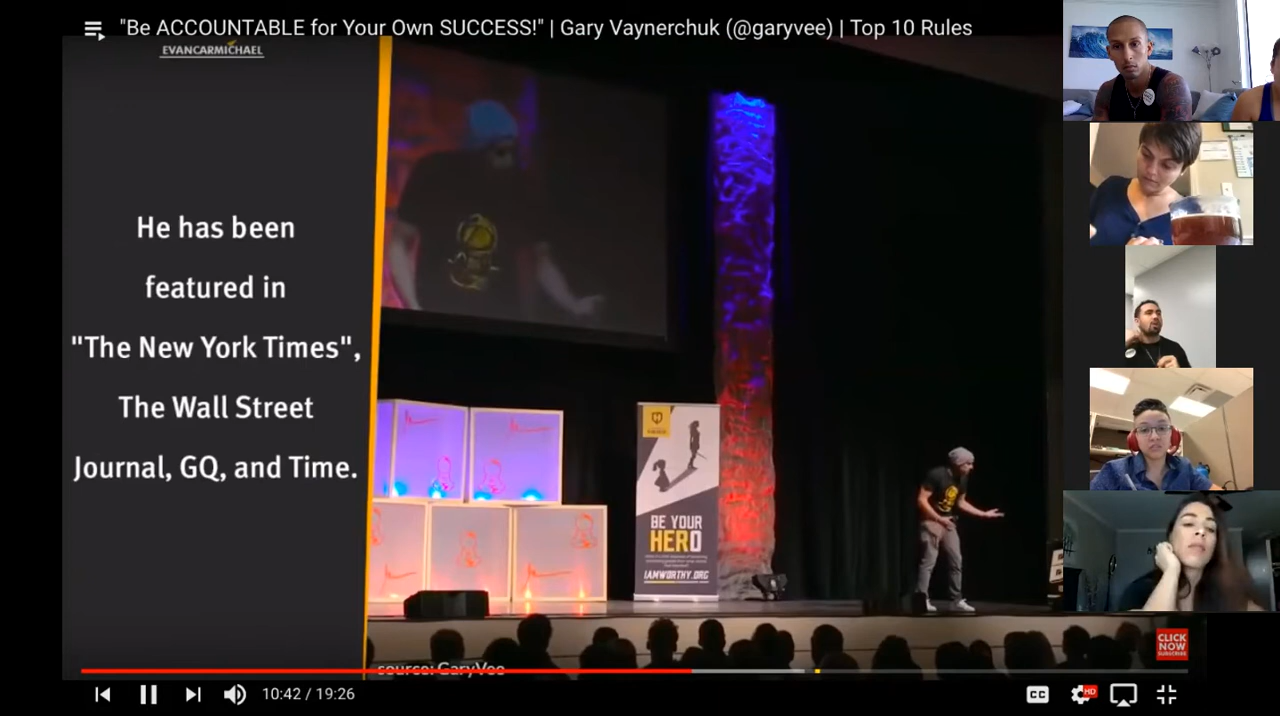 "Be ACCOUNTABLE for Your Own SUCCESS!" | Gary Vaynerchuk (@garyvee) | Top 10 Rules
EVANCARMICHAEL
He has been
featured in
"The New York Times",
The Wall Street
Journal, GQ, and Time.
BE YOUR
HERO
IAMWORTHY.ORG
CLICK
NOW
SUBSCRIBE
source: GaryVee
10:42 / 19:26
CC
HD